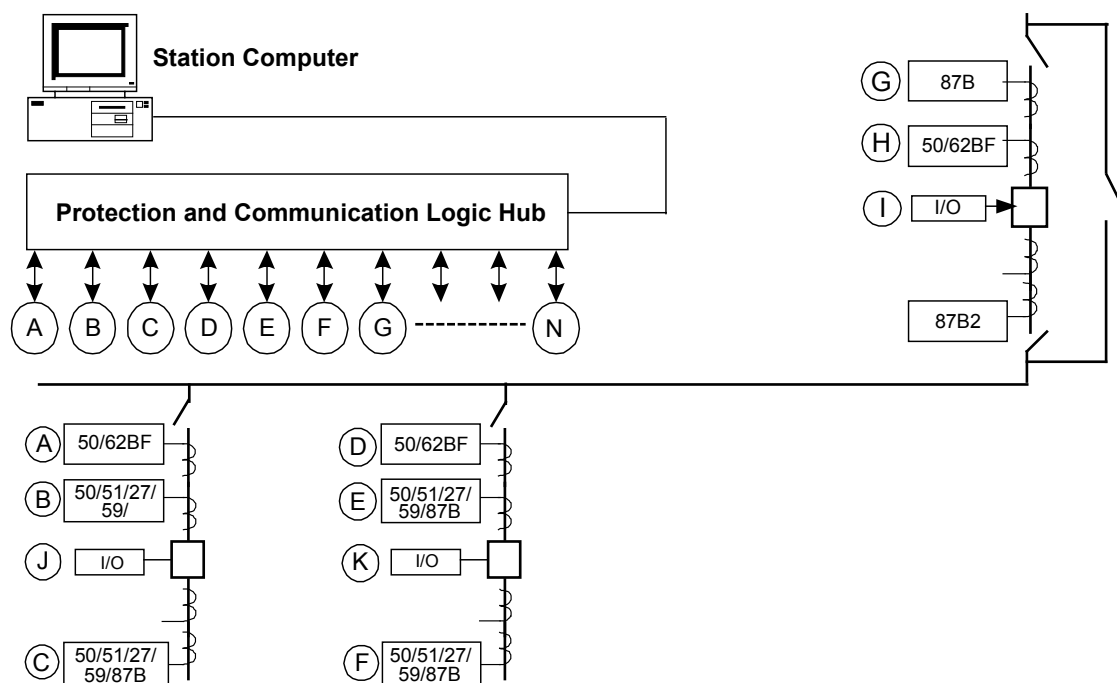 Station Computer
Protection and Communication Logic Hub
A B C D E F G N
G 87B
H 50/62BF
I I/O
87B2
A 50/62BF
B 50/51/27/
59/
J I/O
C 50/51/27/
59/87B
D 50/62BF
E 50/51/27/
59/87B
K I/O
F 50/51/27/
59/87B